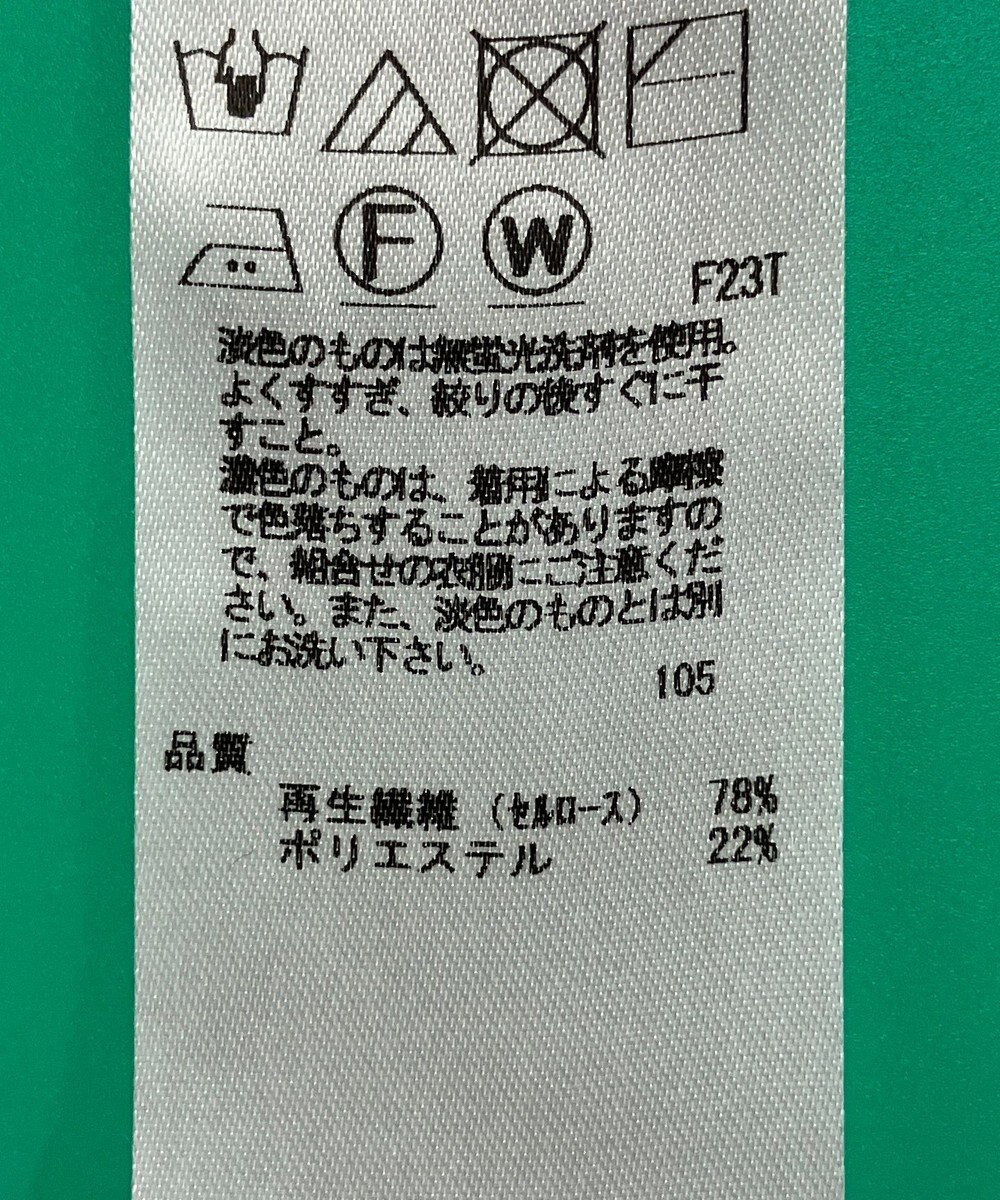 F W
F23T
淡色のものは無蛍光洗剤を使用。
よくすすぎ、絞りの後すぐに干
すこと。
濃色のものは、着用による摩擦
で色落ちすることがありますの
で、組合せの衣服にご注意くだ
さい。また、淡色のものとは別
にお洗い下さい。
105
品質
再生繊維（セルロース） 78%
ポリエステル 22%